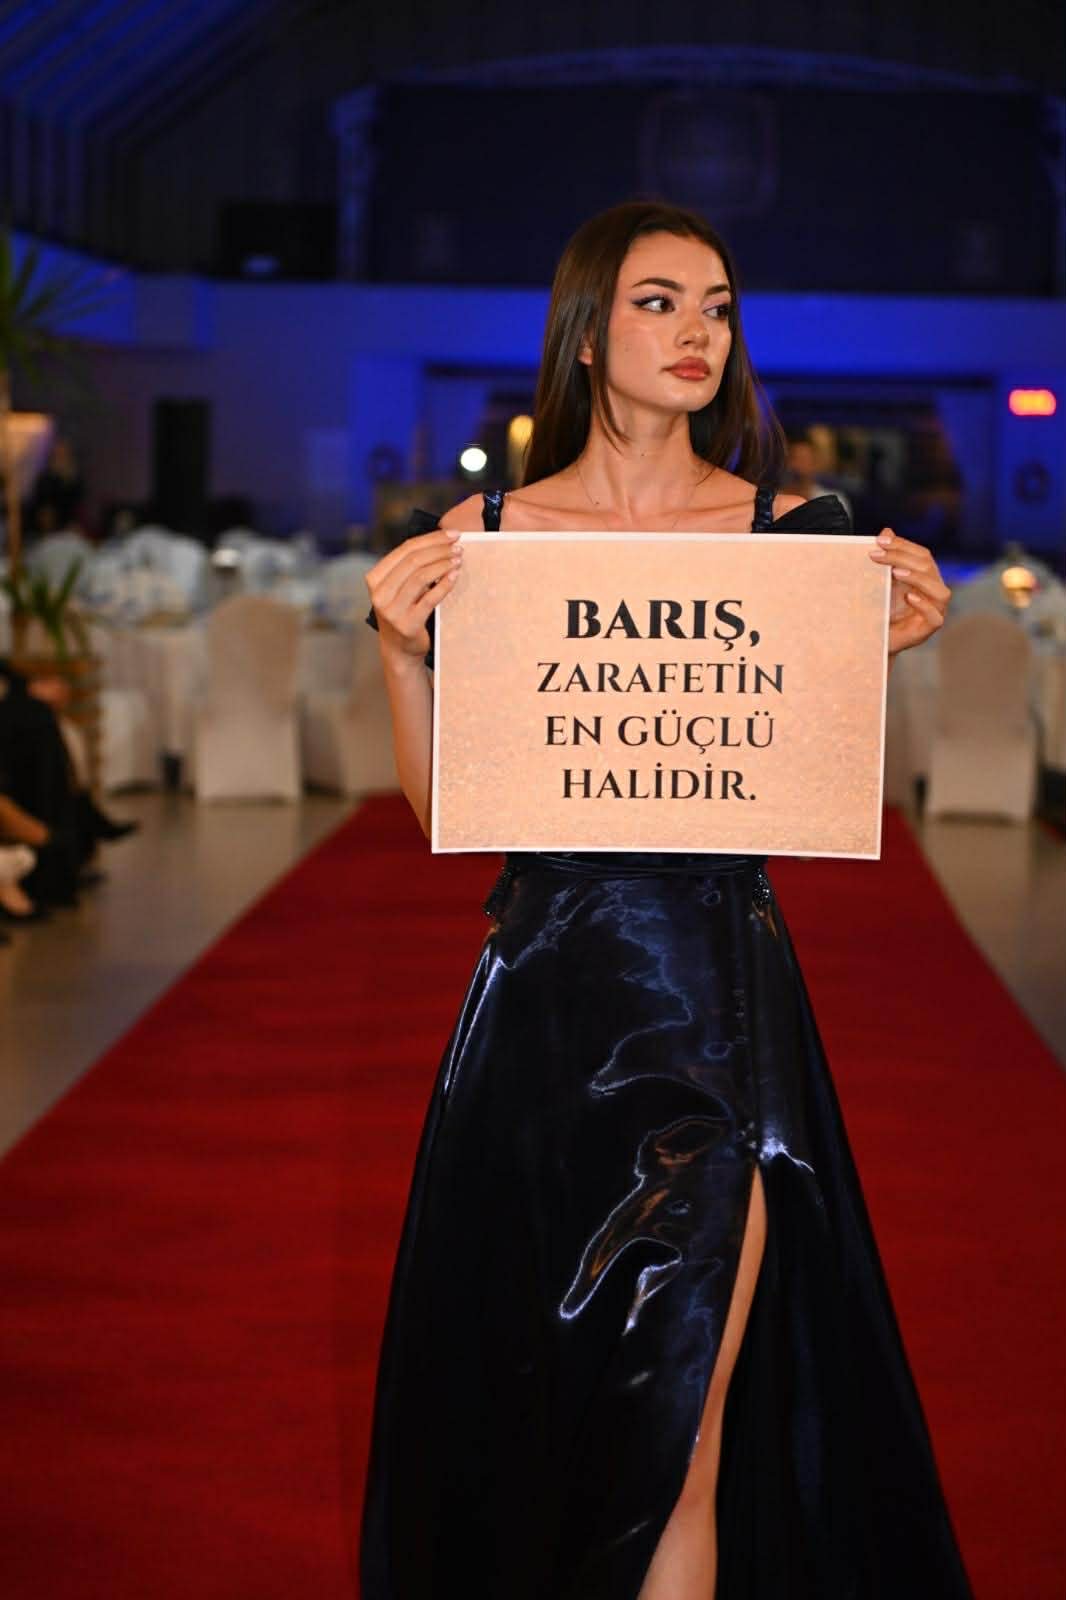 BARIŞ,
ZARAFETİN
EN GÜÇLÜ
HALİDİR.